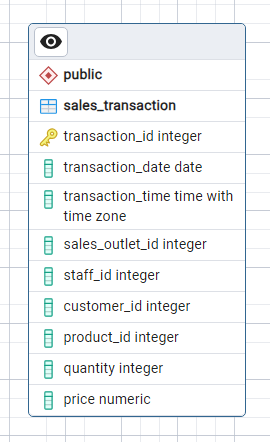 public
sales_transaction
transaction_id integer
transaction_date date
transaction_time time with
time zone
sales_outlet_id integer
staff_id integer
customer_id integer
product_id integer
quantity integer
price numeric